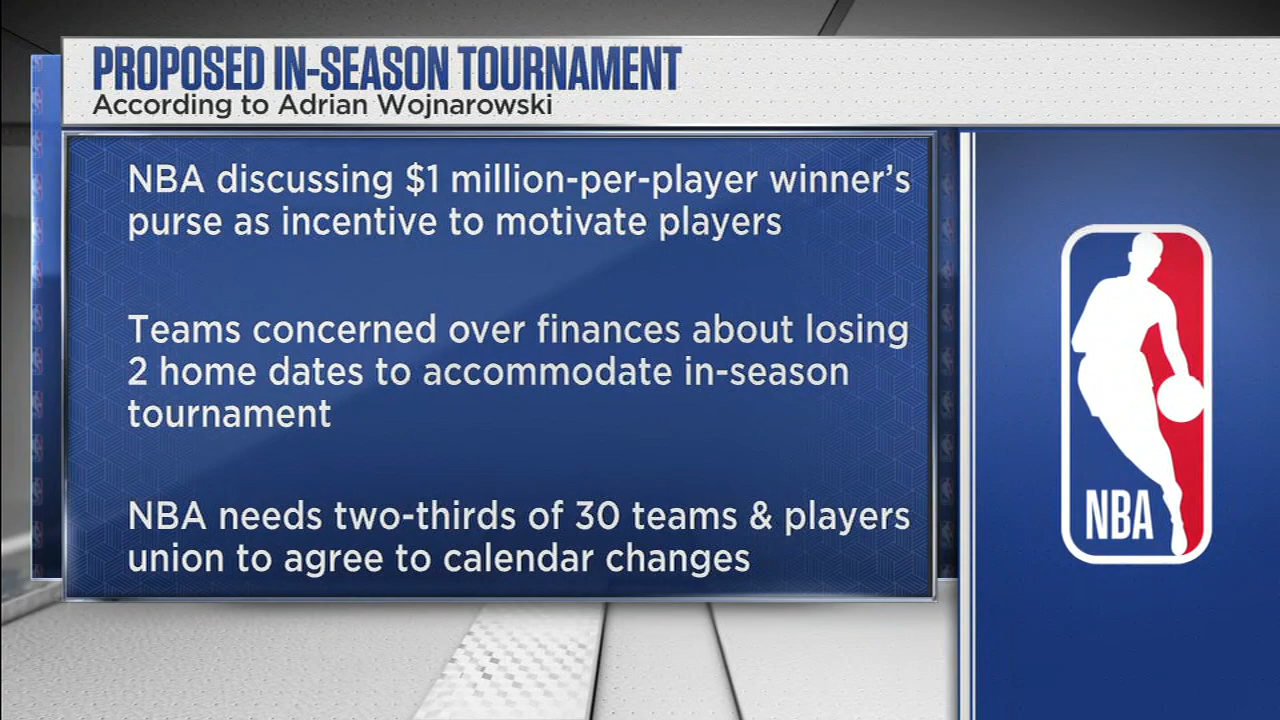 PROPOSED IN-SEASON TOURNAMENT
According to Adrian Wojnarowski
NBA discussing $1 million-per-player winner’s
purse as incentive to motivate players
Teams concerned over finances about losing
2 home dates to accommodate in-season
tournament
NBA needs two-thirds of 30 teams & players
union to agree to calendar changes
NBA